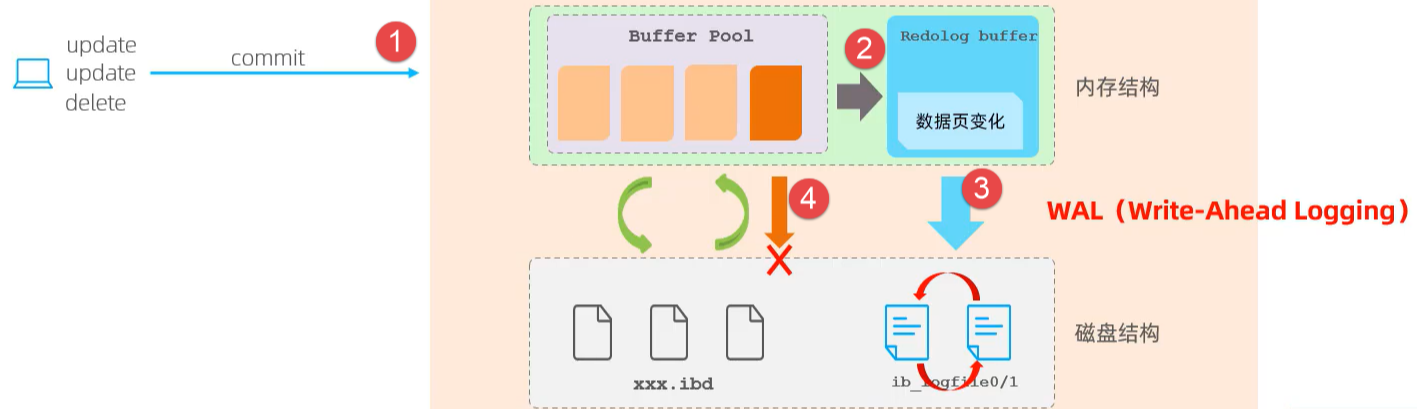 update
update
delete
commit
1
Buffer Pool
2
Redolog buffer
数据页变化
内存结构
4
3
WAL（Write-Ahead Logging）
xxx.ibd
ib_logfile0/1
磁盘结构